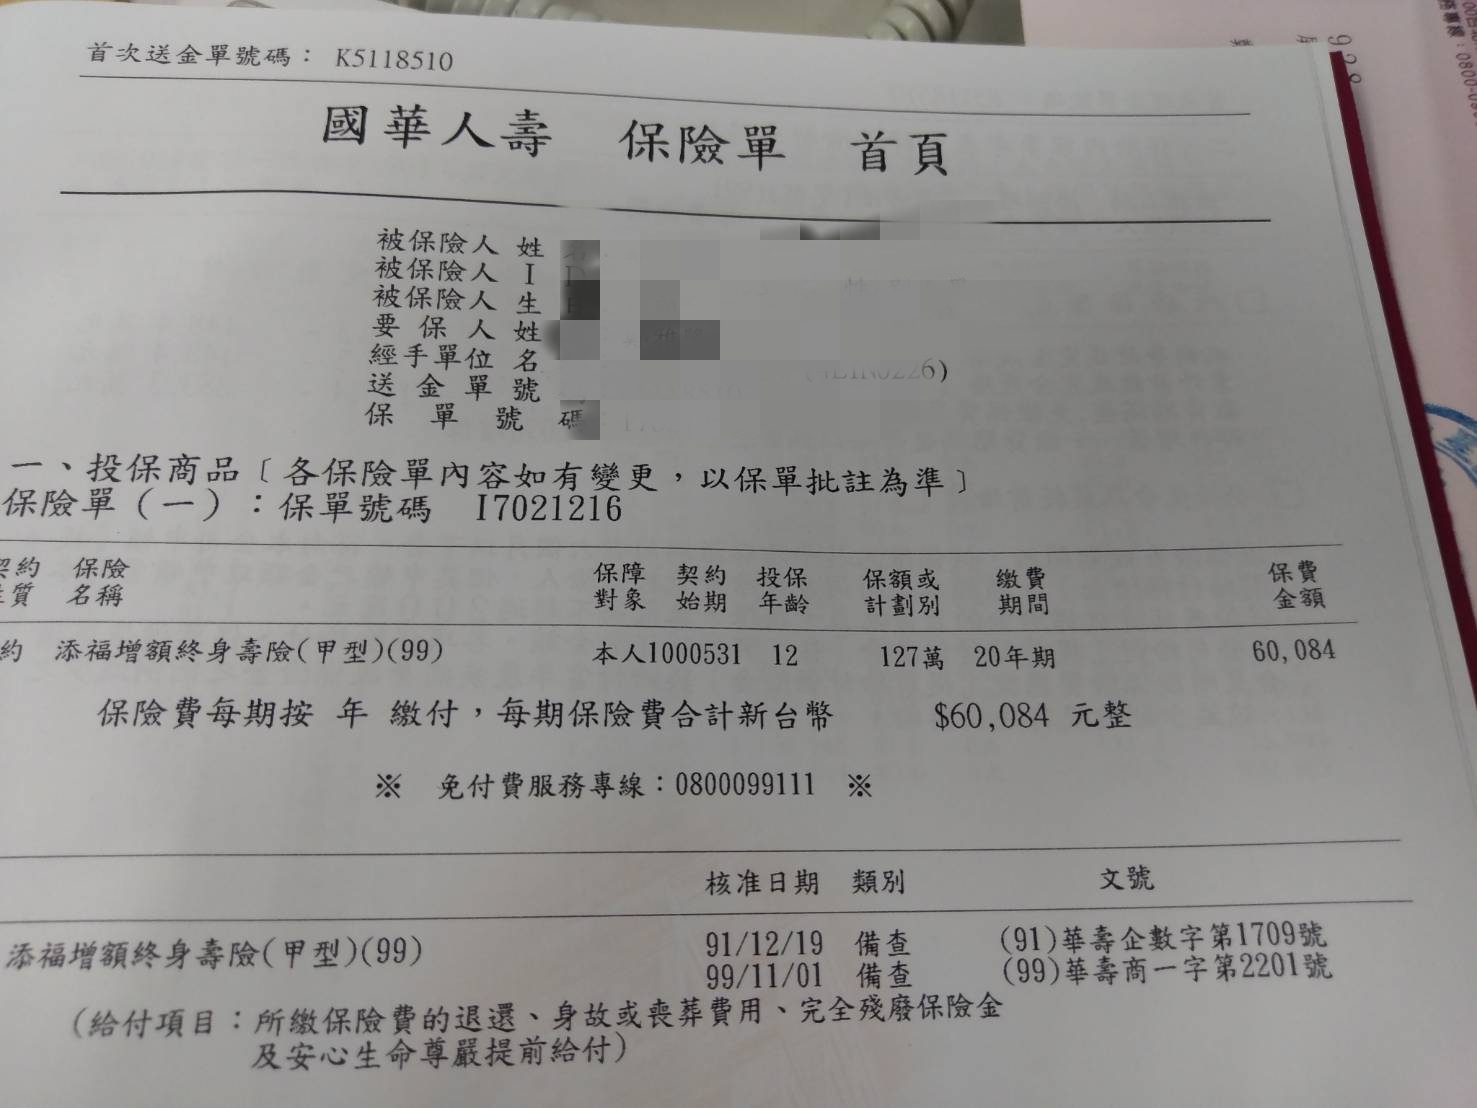 首次送金單號碼： K5118510
國華人壽 保險單 首頁
被保險人 姓
被保險人 I D
被保險人 生
要 保 人 姓
經手單位 名
送 金 單 號
保 單 號 碼
一、投保商品〔各保險單內容如有變更，以保單批註為準〕
保險單(一)：保單號碼 I7021216
契約 保險 保障 契約 投保 保額或 繳費 保費
性質 名稱 對象 始期 年齡 計劃別 期間 金額
約 添福增額終身壽險(甲型)(99) 本人1000531 12 127萬 20年期 60,084
保險費每期按 年 繳付，每期保險費合計新台幣 $60,084 元整
※ 免付費服務專線：0800099111 ※
核准日期 類別 文號
添福增額終身壽險(甲型)(99) 91/12/19 備查 (91)華壽企數字第1709號
99/11/01 備查 (99)華壽商一字第2201號
(給付項目：所繳保險費的退還、身故或喪葬費用、完全殘廢保險金
及安心生命尊嚴提前給付)